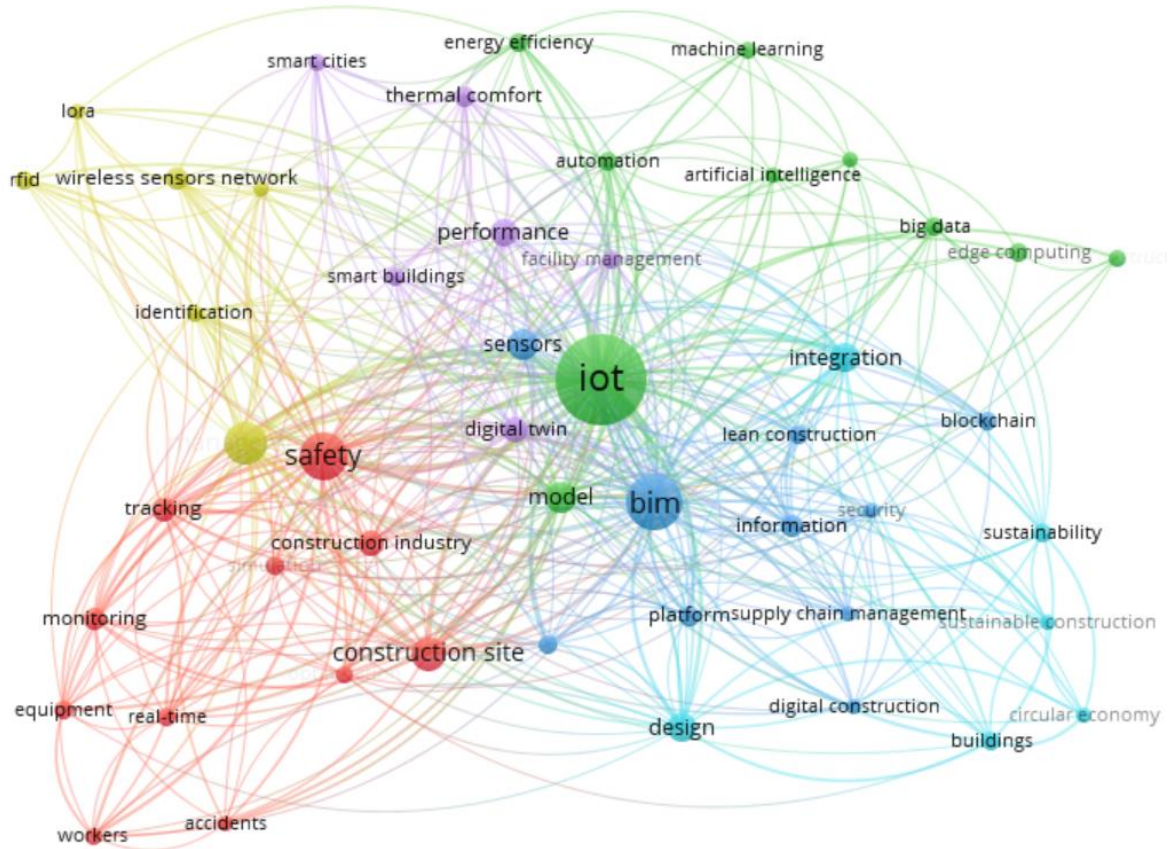 energy efficiency
machine learning
smart cities
thermal comfort
lora
automation
artificial intelligence
rfid
wireless sensors network
big data
performance
edge computing
facility management
smart buildings
identification
sensors
integration
iot
blockchain
digital twin
lean construction
safety
model
bim
tracking
security
information
construction industry
sustainability
simulation
monitoring
platform
supply chain management
sustainable construction
construction site
equipment
real-time
digital construction
circular economy
design
buildings
accidents
workers